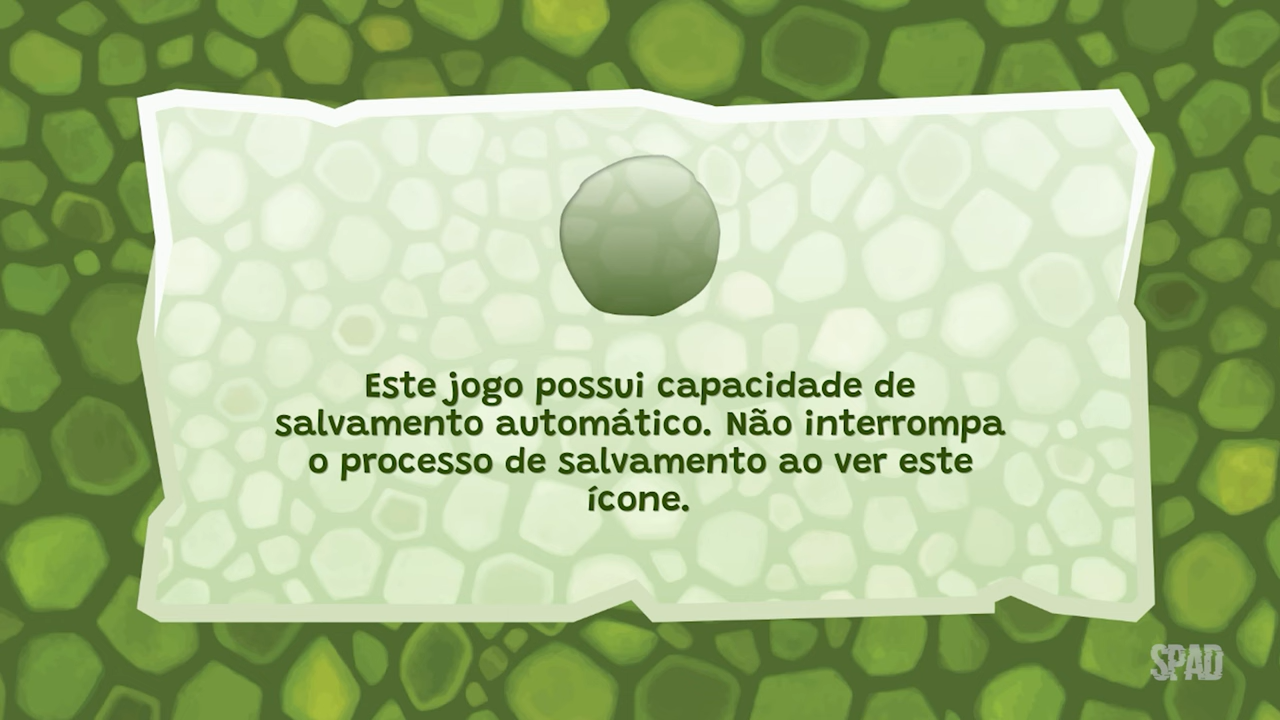 Este jogo possui capacidade de
salvamento automático. Não interrompa
o processo de salvamento ao ver este
ícone.
SPAD